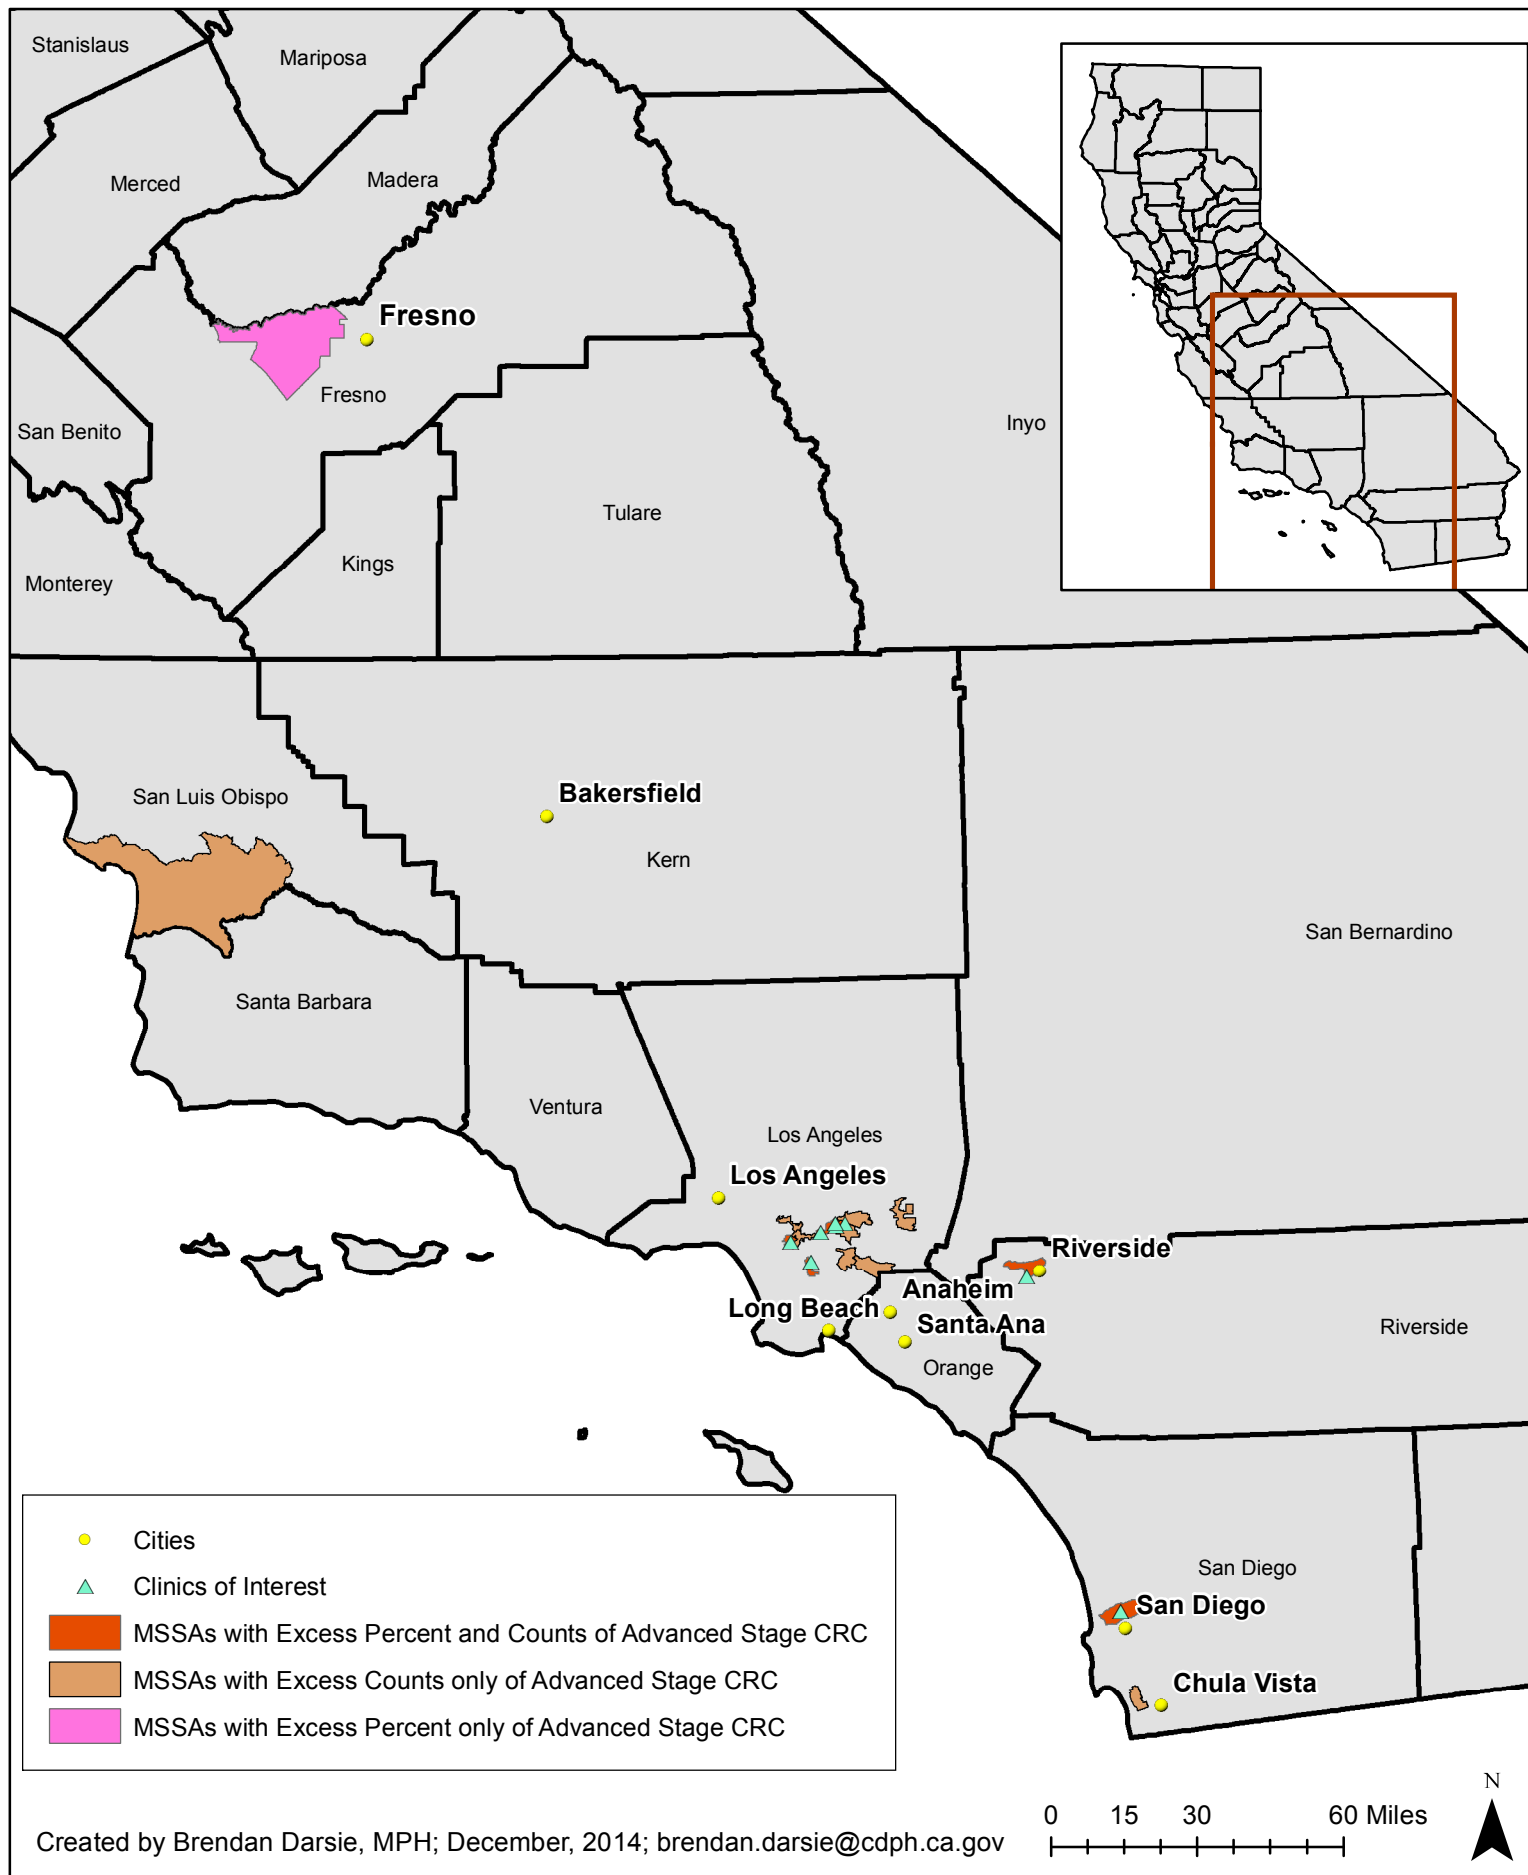 Stanislaus
Mariposa
Merced
Madera
Fresno
Fresno
San Benito
Inyo
Tulare
Kings
Monterey
San Luis Obispo
Bakersfield
Kern
San Bernardino
Santa Barbara
Ventura
Los Angeles
Los Angeles
Riverside
Anaheim
Long Beach
Santa Ana
Riverside
Orange
San Diego
San Diego
Chula Vista
Cities
Clinics of Interest
MSSAs with Excess Percent and Counts of Advanced Stage CRC
MSSAs with Excess Counts only of Advanced Stage CRC
MSSAs with Excess Percent only of Advanced Stage CRC
N
0 15 30 60 Miles
Created by Brendan Darsie, MPH; December, 2014; brendan.darsie@cdph.ca.gov